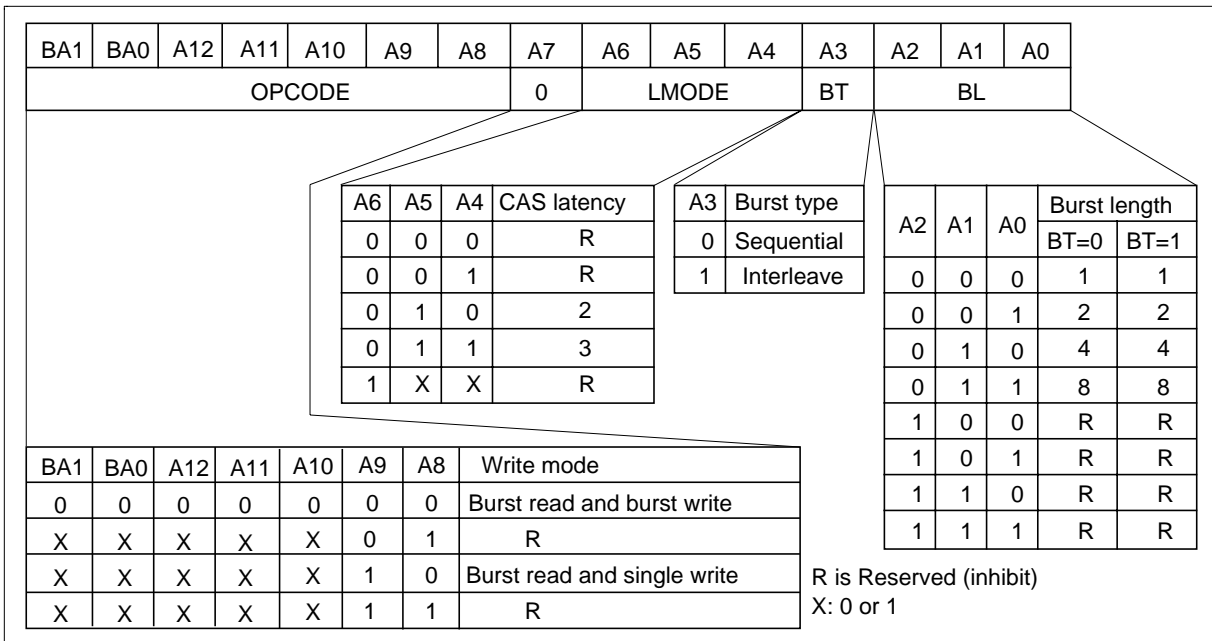 BA1 BA0 A12 A11 A10 A9 A8 A7 A6 A5 A4 A3 A2 A1 A0
OPCODE 0 LMODE BT BL
A6 A5 A4 CAS latency
0 0 0 R
0 0 1 R
0 1 0 2
0 1 1 3
1 X X R
A3 Burst type
0 Sequential
1 Interleave
A2 A1 A0 Burst length
BT=0 BT=1
0 0 0 1 1
0 0 1 2 2
0 1 0 4 4
0 1 1 8 8
1 0 0 R R
1 0 1 R R
1 1 0 R R
1 1 1 R R
BA1 BA0 A12 A11 A10 A9 A8 Write mode
0 0 0 0 0 0 0 Burst read and burst write
X X X X X 0 1 R
X X X X X 1 0 Burst read and single write
X X X X X 1 1 R
R is Reserved (inhibit)
X: 0 or 1